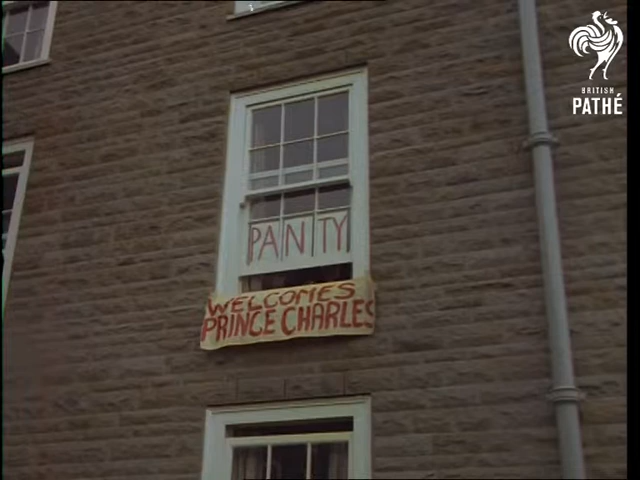 BRITISH
PATHÉ
PANTY
WELCOMES
PRINCE CHARLES